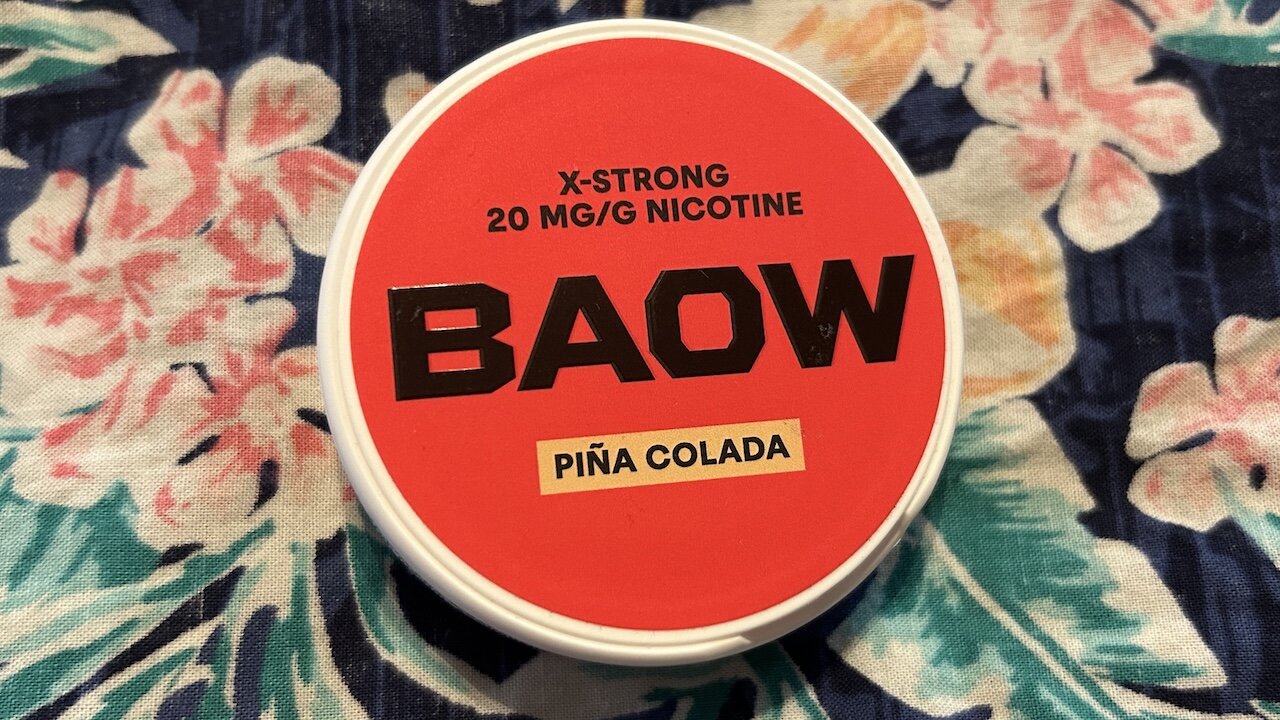 X-STRONG
20 MG/G NICOTINE
BAOW
PIÑA COLADA